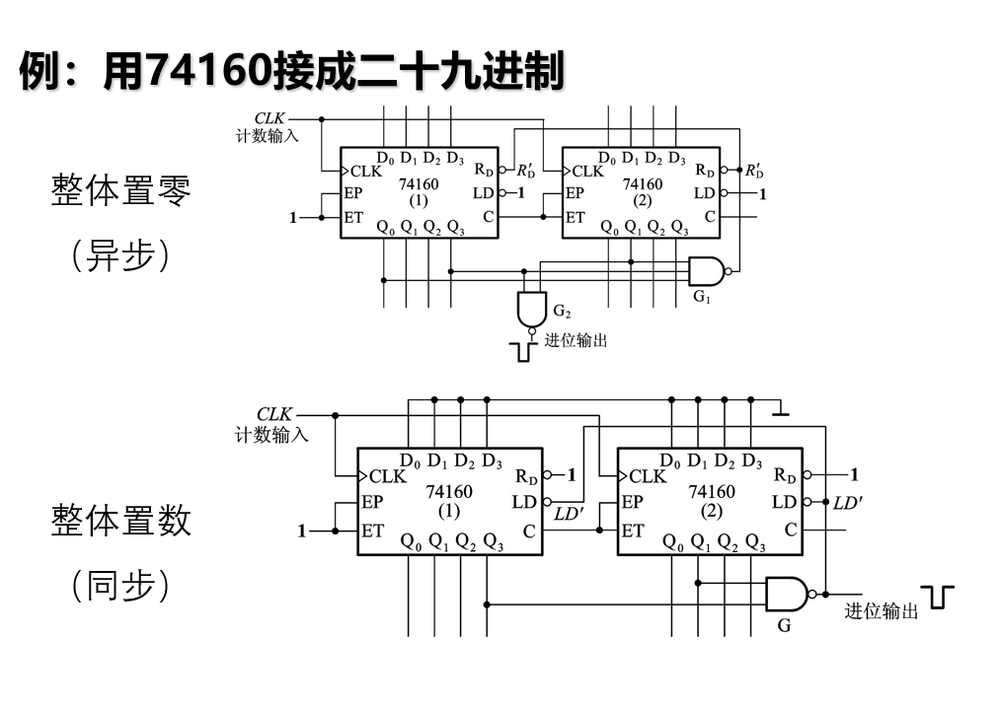 例：用74160接成二十九进制
整体置零
（异步）
CLK
计数输入
D0 D1 D2 D3
CLK
EP
ET
74160
(1)
RD
LD
C
Q0 Q1 Q2 Q3
R'D
1
1
D0 D1 D2 D3
CLK
EP
ET
74160
(2)
RD
LD
C
Q0 Q1 Q2 Q3
R'D
1
G1
G2
进位输出
整体置数
（同步）
CLK
计数输入
D0 D1 D2 D3
CLK
EP
ET
74160
(1)
RD
LD
C
Q0 Q1 Q2 Q3
1
LD'
1
D0 D1 D2 D3
CLK
EP
ET
74160
(2)
RD
LD
C
Q0 Q1 Q2 Q3
1
LD'
G
进位输出